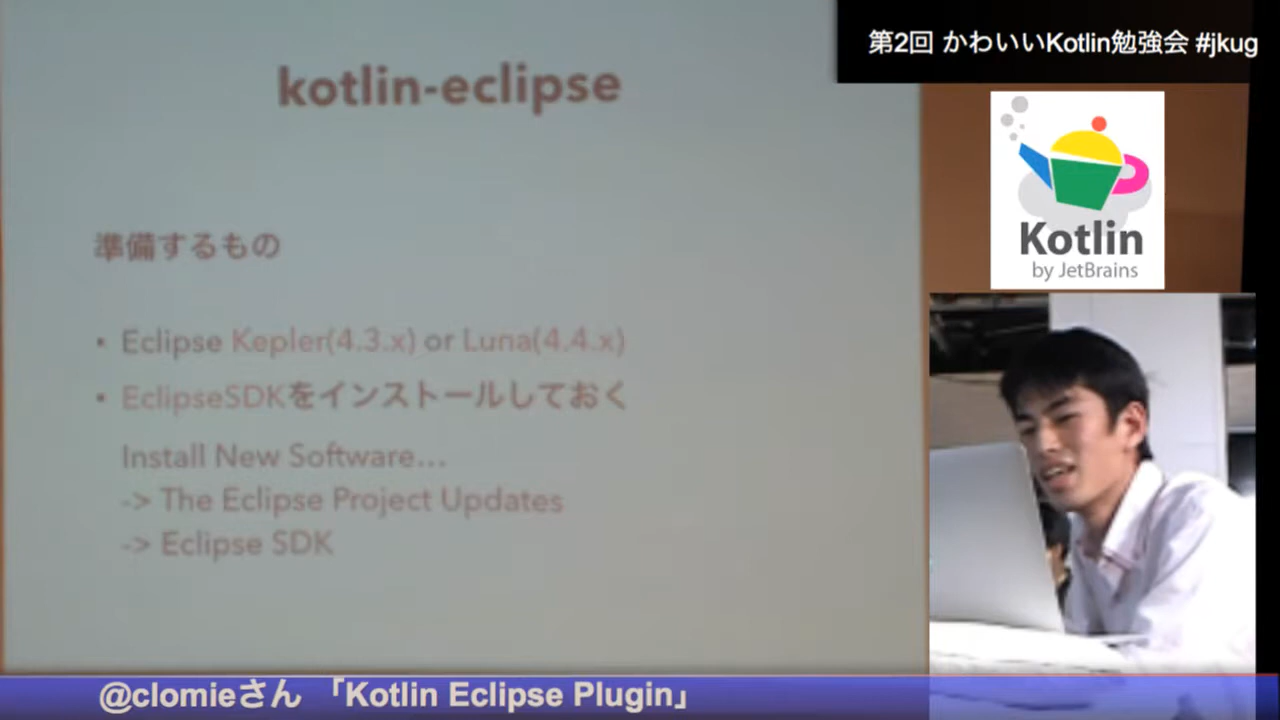 第2回 かわいいKotlin勉強会 #jkug
kotlin-eclipse
準備するもの
• Eclipse Kepler(4.3.x) or Luna(4.4.x)
• EclipseSDKをインストールしておく
Install New Software...
-> The Eclipse Project Updates
-> Eclipse SDK
Kotlin
by JetBrains
@clomieさん 「Kotlin Eclipse Plugin」